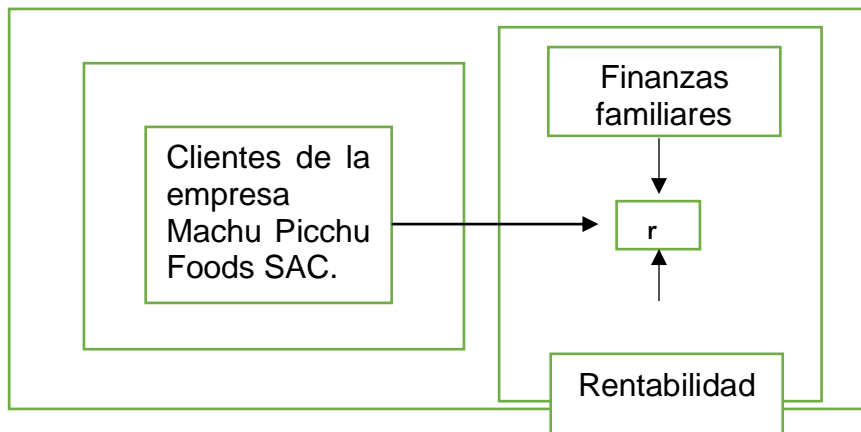 Finanzas
familiares
Clientes de la
empresa
Machu Picchu
Foods SAC.
r
Rentabilidad